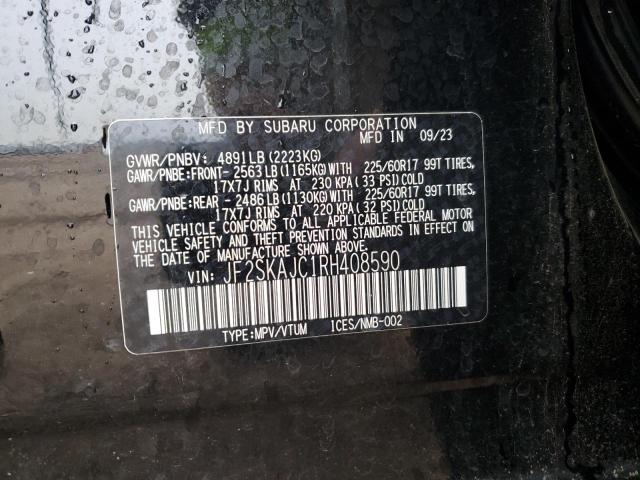 MFD BY SUBARU CORPORATION
MFD IN 09/23
GVWR/PNBV: 4891LB(2223KG)
GAWR/PNBE:FRONT-2563LB(1165KG)WITH 225/60R17 99T TIRES,
17X7J RIMS AT 230 KPA(33 PSI)COLD
GAWR/PNBE:REAR -2486LB(1130KG)WITH 225/60R17 99T TIRES,
17X7J RIMS AT 220 KPA(32 PSI)COLD
THIS VEHICLE CONFORMS TO ALL APPLICABLE FEDERAL MOTOR
VEHICLE SAFETY AND THEFT PREVENTION STANDARDS IN EFFECT ON
THE DATE OF MANUFACTURE SHOWN ABOVE.
VIN: JF2SKAJC1RH408590
TYPE:MPV/VTUM ICES/NMB-002